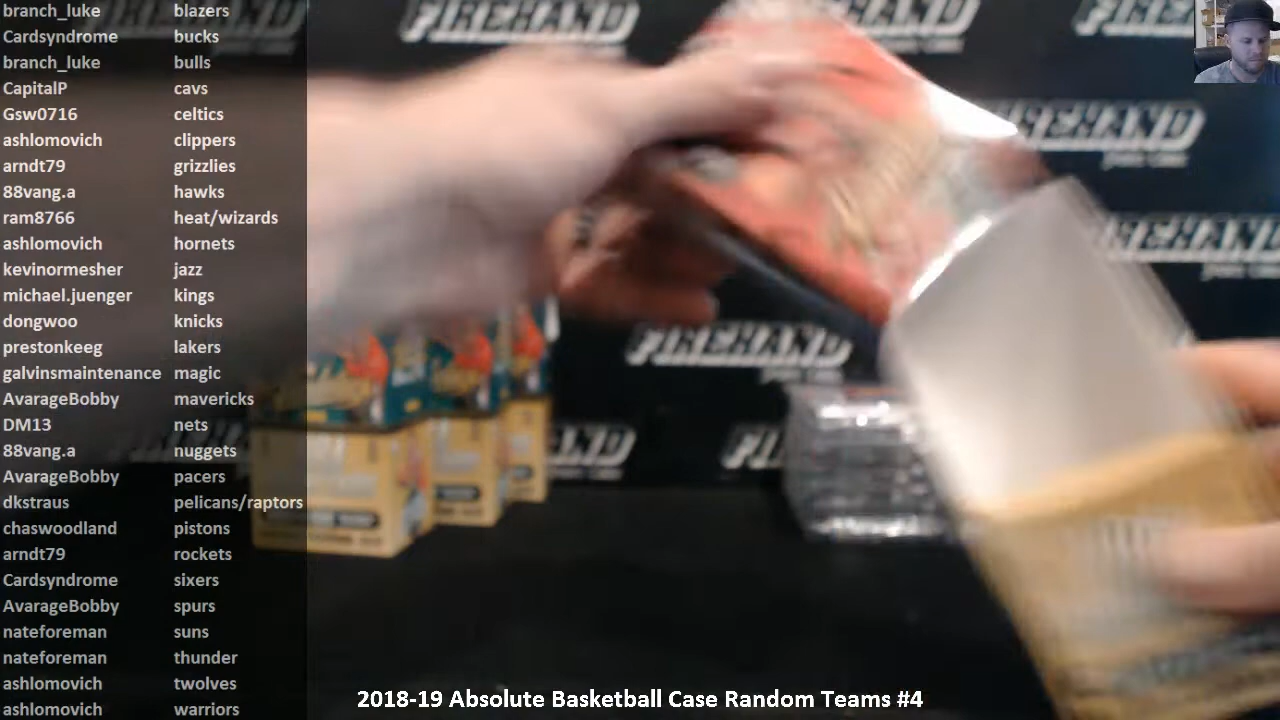 branch_luke blazers
Cardsyndrome bucks
branch_luke bulls
CapitalP cavs
Gsw0716 celtics
ashlomovich clippers
arndt79 grizzlies
88vang.a hawks
ram8766 heat/wizards
ashlomovich hornets
kevinormesher jazz
michael.juenger kings
dongwoo knicks
prestonkeeg lakers
galvinsmaintenance magic
AvarageBobby mavericks
DM13 nets
88vang.a nuggets
AvarageBobby pacers
dkstraus pelicans/raptors
chaswoodland pistons
arndt79 rockets
Cardsyndrome sixers
AvarageBobby spurs
nateforeman suns
nateforeman thunder
ashlomovich twolves
ashlomovich warriors
FIREHAND
FIREHAND
FIREHAND
FIREHAND
FIREHAND
2018-19 Absolute Basketball Case Random Teams #4